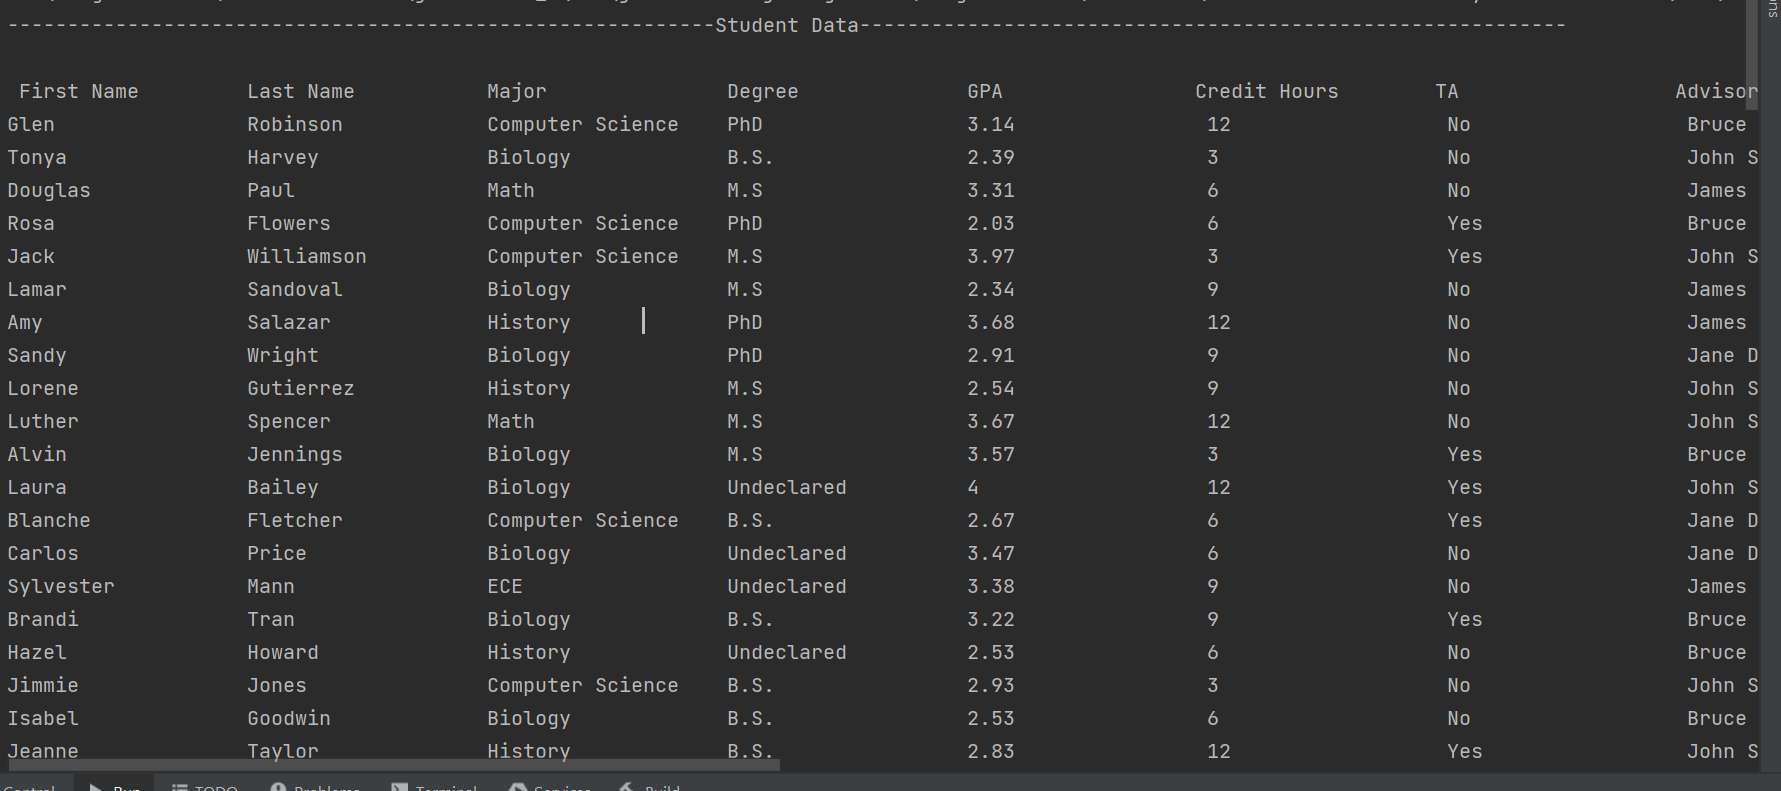 -----------------------------------------------------------Student Data-----------------------------------------------------------
First Name Last Name Major Degree GPA Credit Hours TA Advisor
Glen Robinson Computer Science PhD 3.14 12 No Bruce
Tonya Harvey Biology B.S. 2.39 3 No John S
Douglas Paul Math M.S 3.31 6 No James
Rosa Flowers Computer Science PhD 2.03 6 Yes Bruce
Jack Williamson Computer Science M.S 3.97 3 Yes John S
Lamar Sandoval Biology M.S 2.34 9 No James
Amy Salazar History PhD 3.68 12 No James
Sandy Wright Biology PhD 2.91 9 No Jane D
Lorene Gutierrez History M.S 2.54 9 No John S
Luther Spencer Math M.S 3.67 12 No John S
Alvin Jennings Biology M.S 3.57 3 Yes Bruce
Laura Bailey Biology Undeclared 4 12 Yes John S
Blanche Fletcher Computer Science B.S. 2.67 6 Yes Jane D
Carlos Price Biology Undeclared 3.47 6 No Jane D
Sylvester Mann ECE Undeclared 3.38 9 No James
Brandi Tran Biology B.S. 3.22 9 Yes Bruce
Hazel Howard History Undeclared 2.53 6 No Bruce
Jimmie Jones Computer Science B.S. 2.93 3 No John S
Isabel Goodwin Biology B.S. 2.53 6 No Bruce
Jeanne Taylor History B.S. 2.83 12 Yes John S
Control Run TODO Problems Terminal Services Build